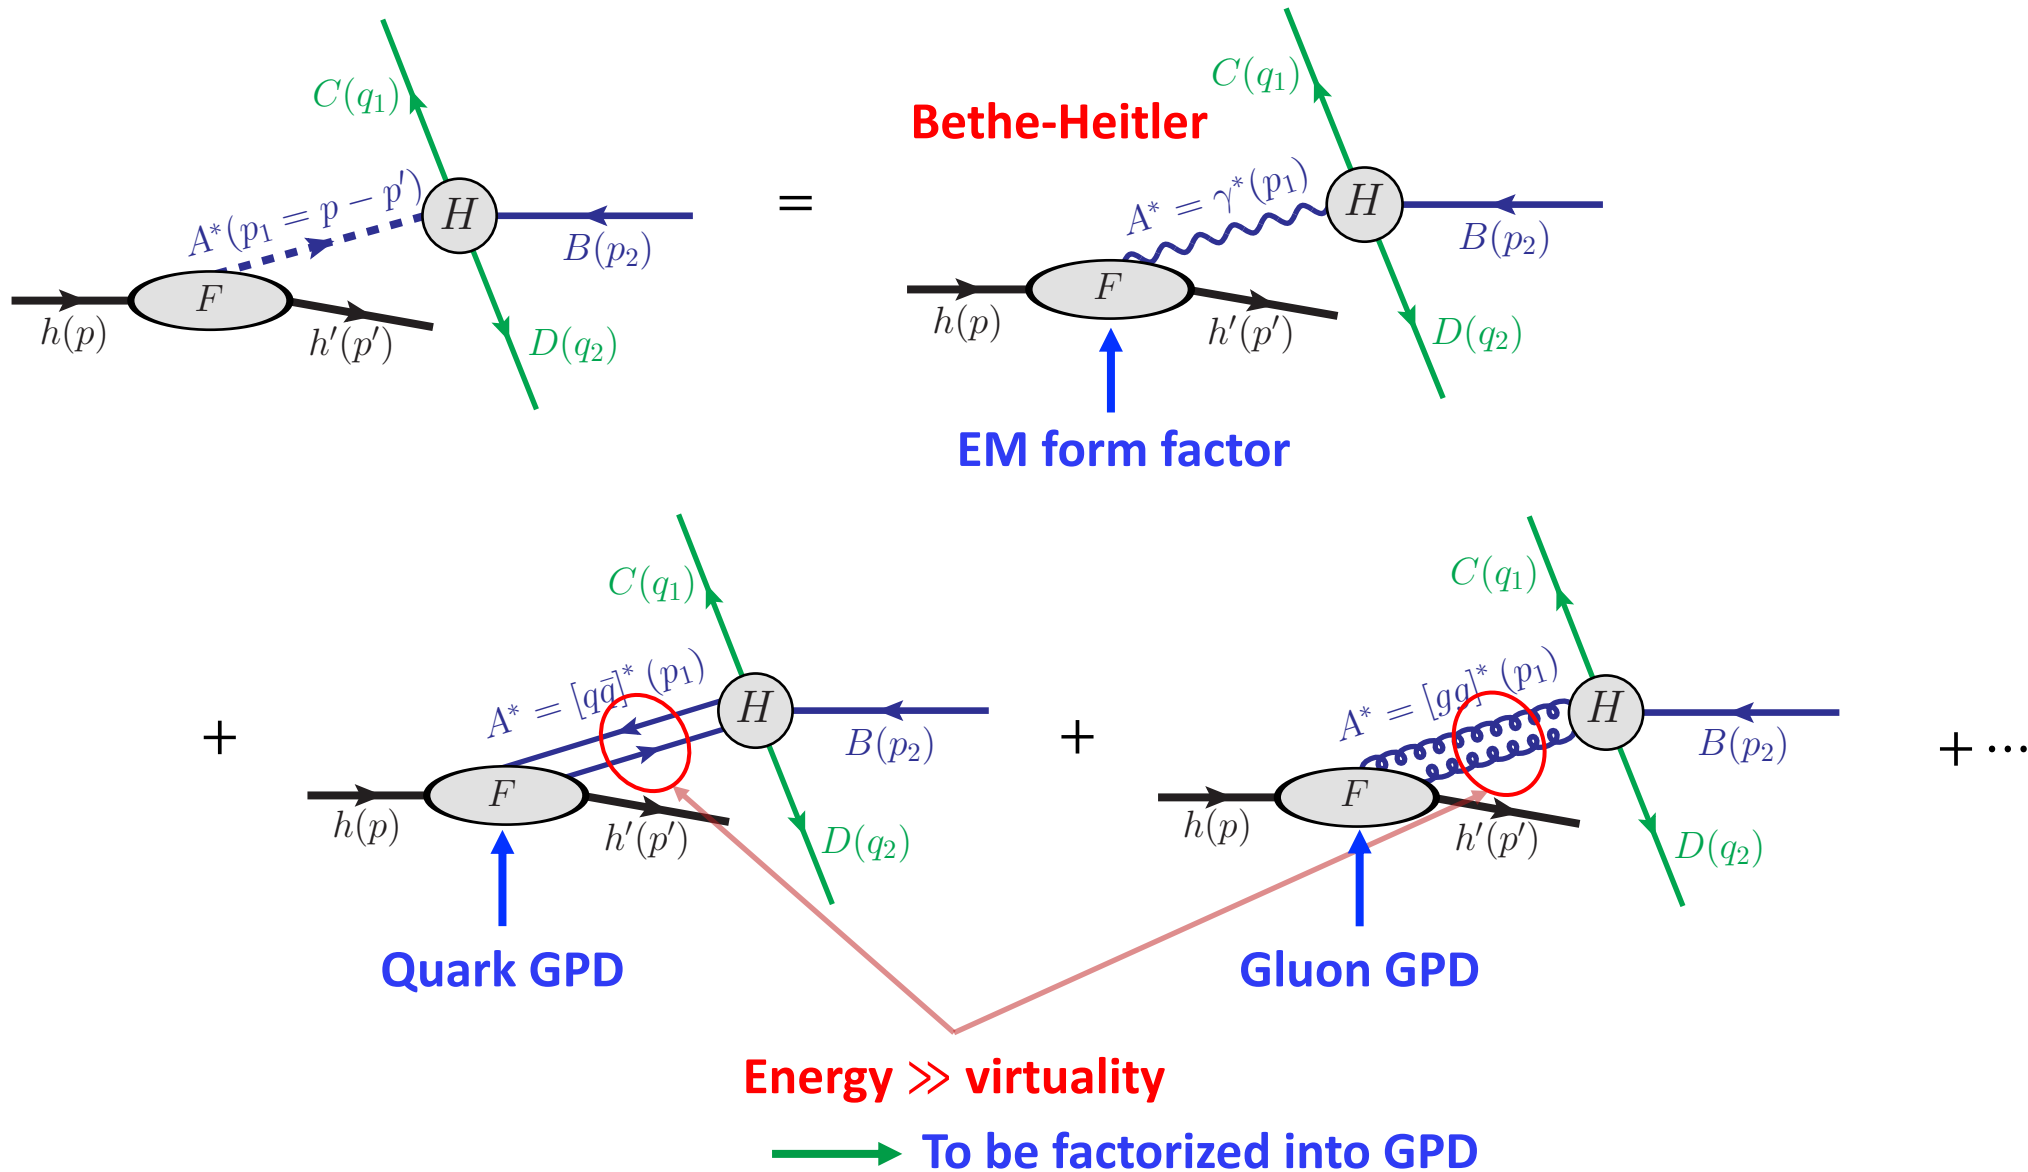 C(q₁)
A*(p₁ = p − p′)
H
B(p₂)
F
h(p)
h′(p′)
D(q₂)
=
Bethe-Heitler
C(q₁)
A* = γ*(p₁)
H
B(p₂)
F
h(p)
h′(p′)
D(q₂)
EM form factor
+
C(q₁)
A* = [qq̄]* (p₁)
H
B(p₂)
F
h(p)
h′(p′)
D(q₂)
Quark GPD
+
C(q₁)
A* = [gg]* (p₁)
H
B(p₂)
F
h(p)
h′(p′)
D(q₂)
Gluon GPD
+ ⋯
Energy ≫ virtuality
To be factorized into GPD